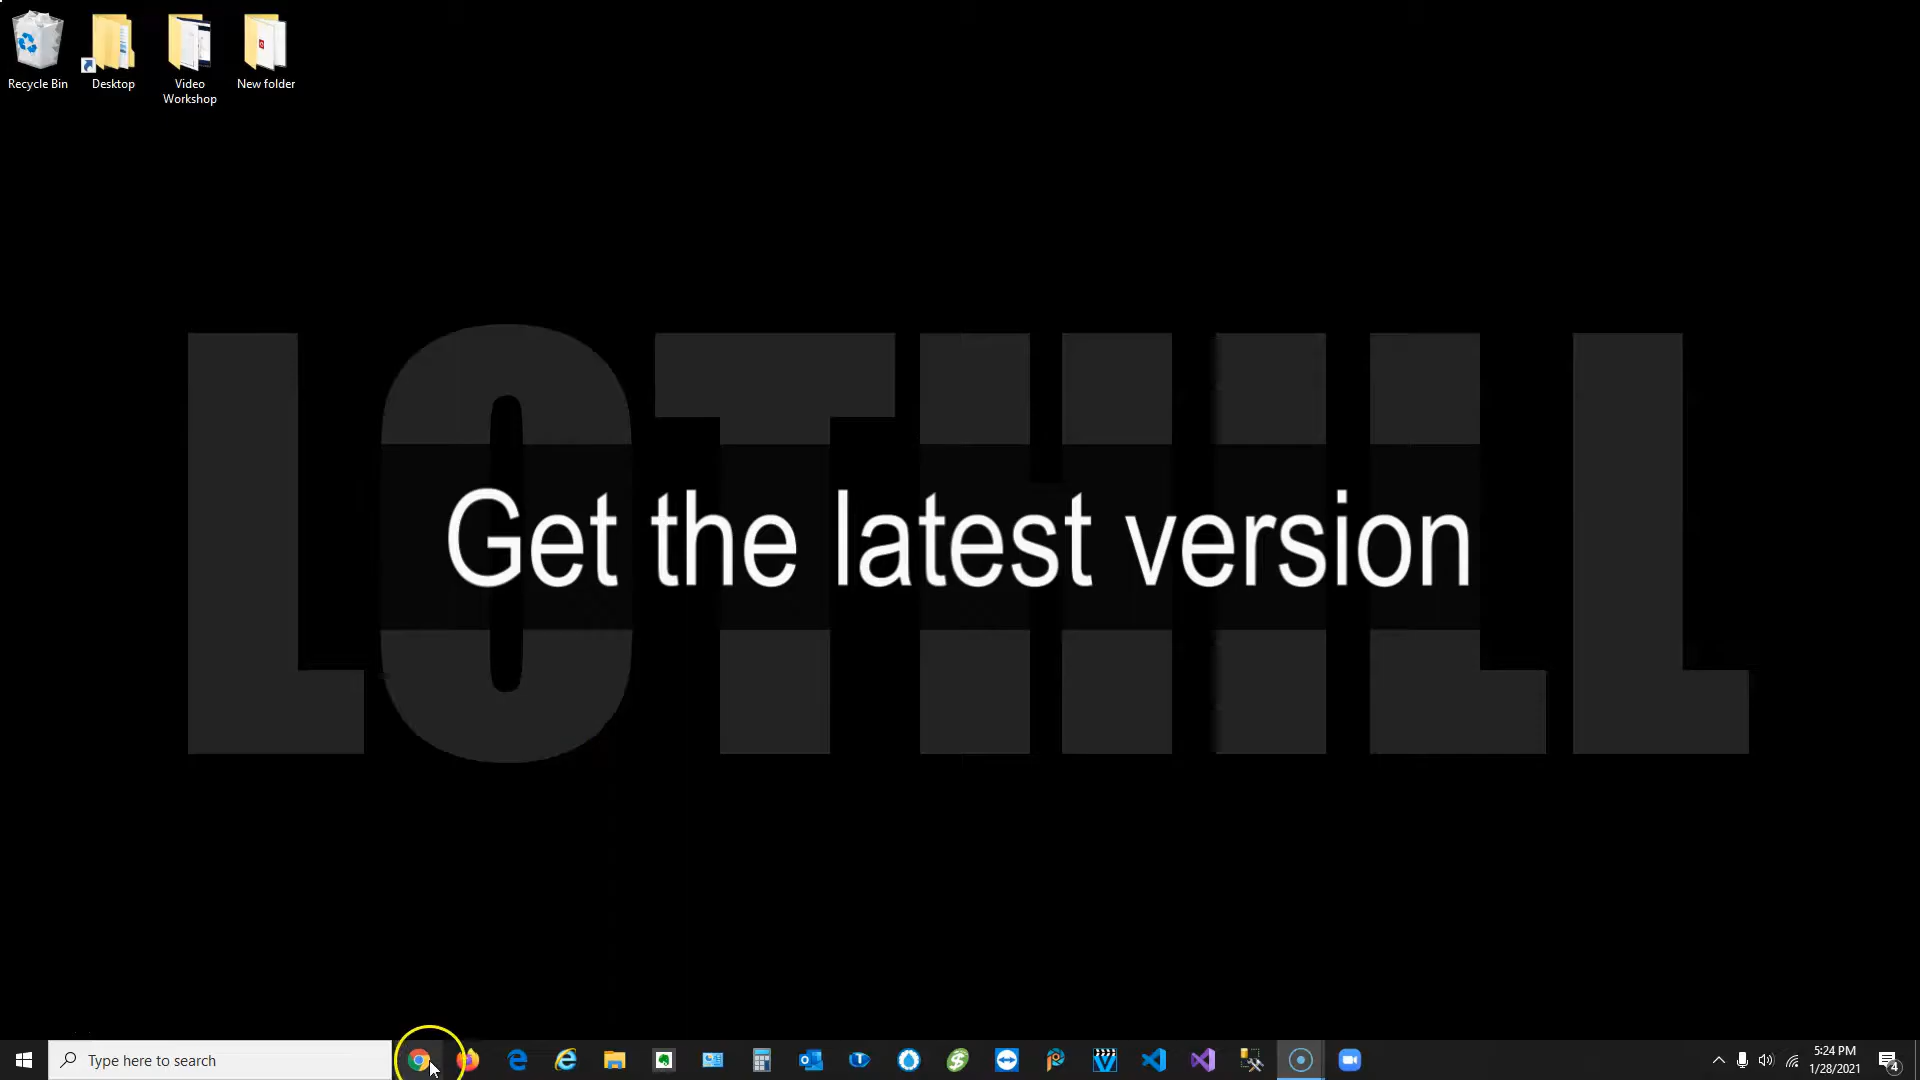 Recycle Bin
Desktop
Video
Workshop
New folder
LOTHILL
Get the latest version
Type here to search
5:24 PM
1/28/2021
4